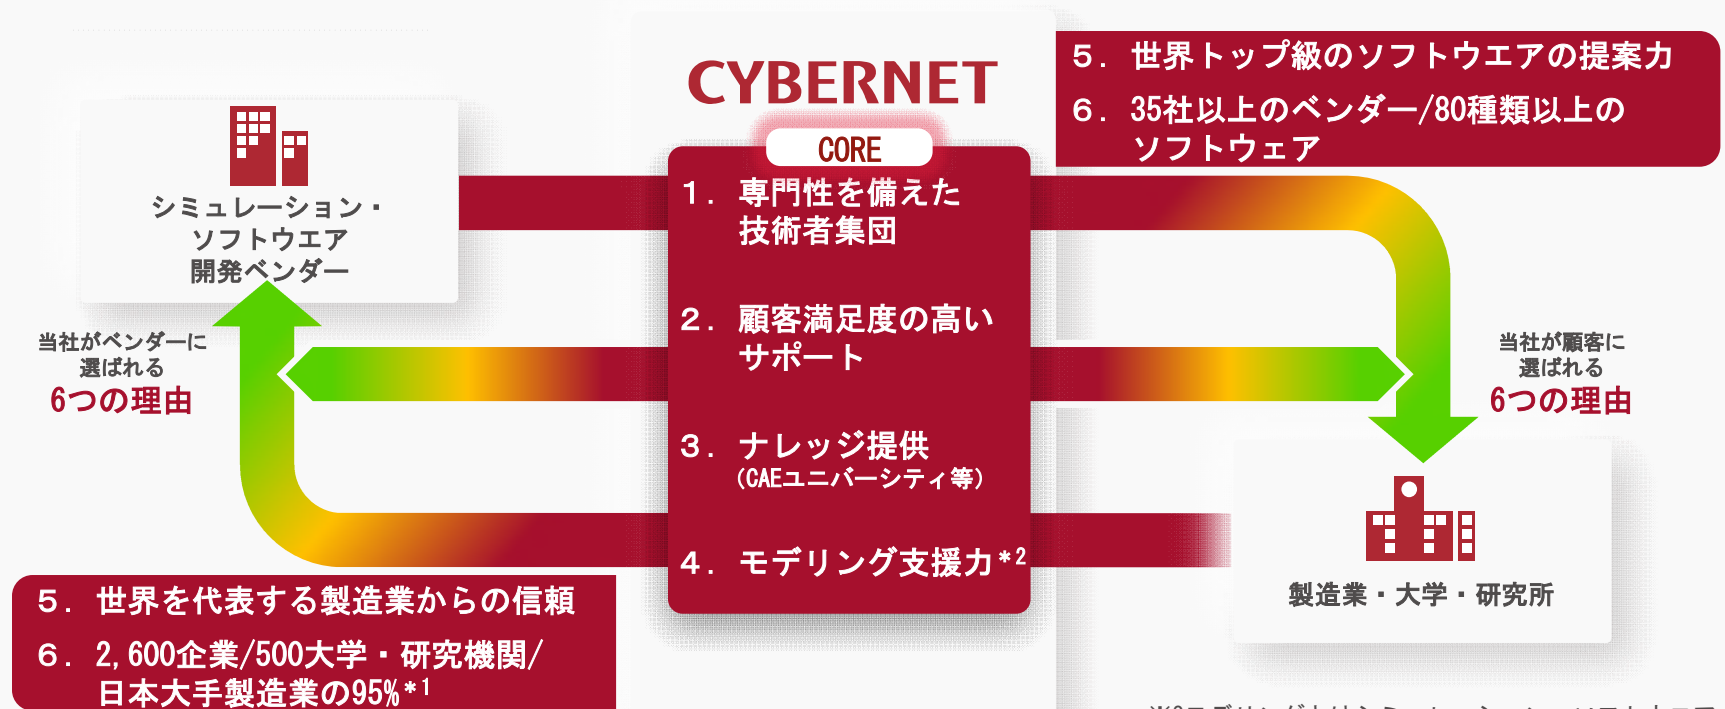 CYBERNET
CORE
1. 専門性を備えた
技術者集団
2. 顧客満足度の高い
サポート
3. ナレッジ提供
(CAEユニバーシティ等)
4. モデリング支援力*2
シミュレーション・
ソフトウエア
開発ベンダー
当社がベンダーに
選ばれる
6つの理由
5. 世界を代表する製造業からの信頼
6. 2,600企業/500大学・研究機関/
日本大手製造業の95%*1
5. 世界トップ級のソフトウエアの提案力
6. 35社以上のベンダー/80種類以上の
ソフトウェア
当社が顧客に
選ばれる
6つの理由
製造業・大学・研究所